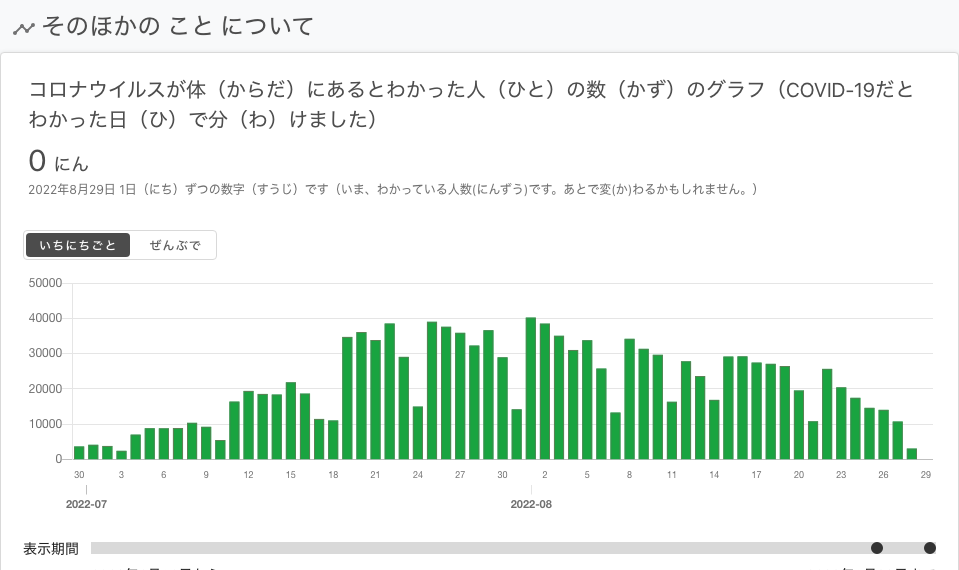 そのほかの こと について
コロナウイルスが体（からだ）にあるとわかった人（ひと）の数（かず）のグラフ（COVID-19だと
わかった日（ひ）で分（わ）けました）
0 にん
2022年8月29日 1日（にち）ずつの数字（すうじ）です（いま、わかっている人数(にんずう)です。あとで変(か)わるかもしれません。）
いちにちごと ぜんぶで
50000
40000
30000
20000
10000
0
30 3 6 9 12 15 18 21 24 27 30 2 5 8 11 14 17 20 23 26 29
2022-07 2022-08
表示期間